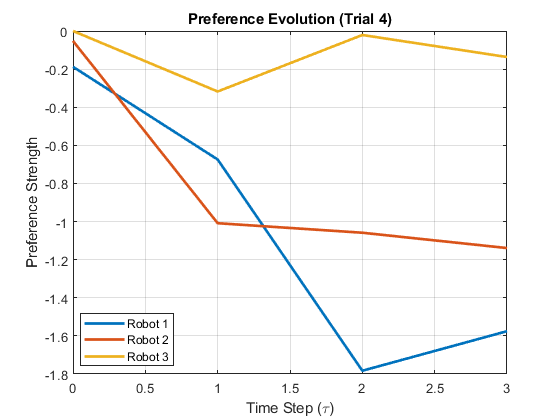 Preference Evolution (Trial 4)
0
-0.2
-0.4
-0.6
-0.8
-1
-1.2
-1.4
-1.6
-1.8
Preference Strength
Robot 1
Robot 2
Robot 3
0 0.5 1 1.5 2 2.5 3
Time Step (τ)